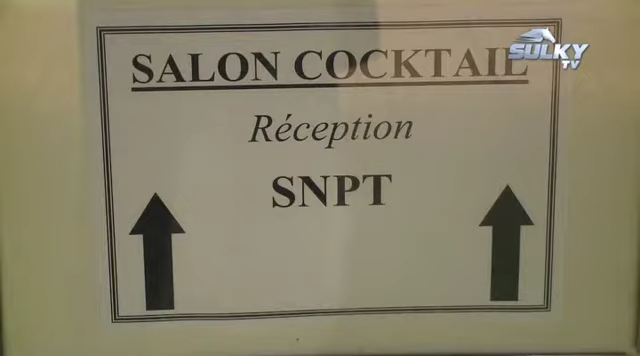 SALON COCKTAIL
SULKY
TV
Réception
SNPT